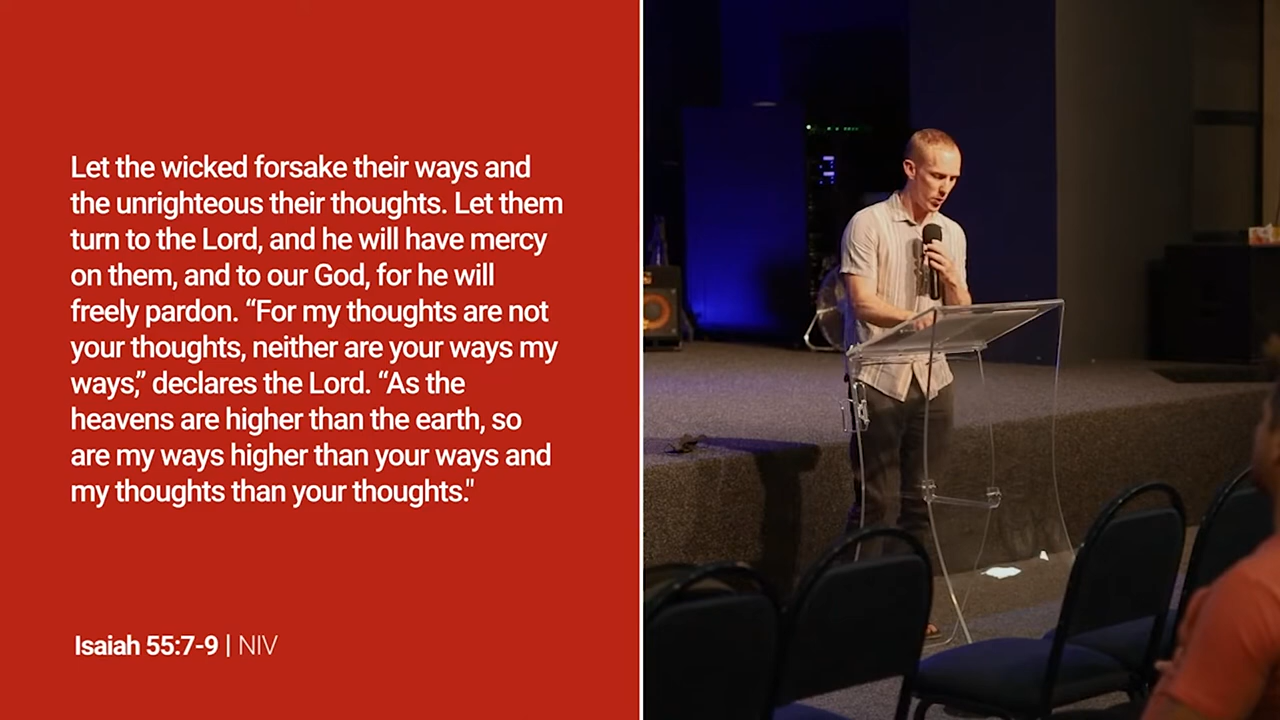 Let the wicked forsake their ways and
the unrighteous their thoughts. Let them
turn to the Lord, and he will have mercy
on them, and to our God, for he will
freely pardon. “For my thoughts are not
your thoughts, neither are your ways my
ways,” declares the Lord. “As the
heavens are higher than the earth, so
are my ways higher than your ways and
my thoughts than your thoughts."
Isaiah 55:7-9 | NIV